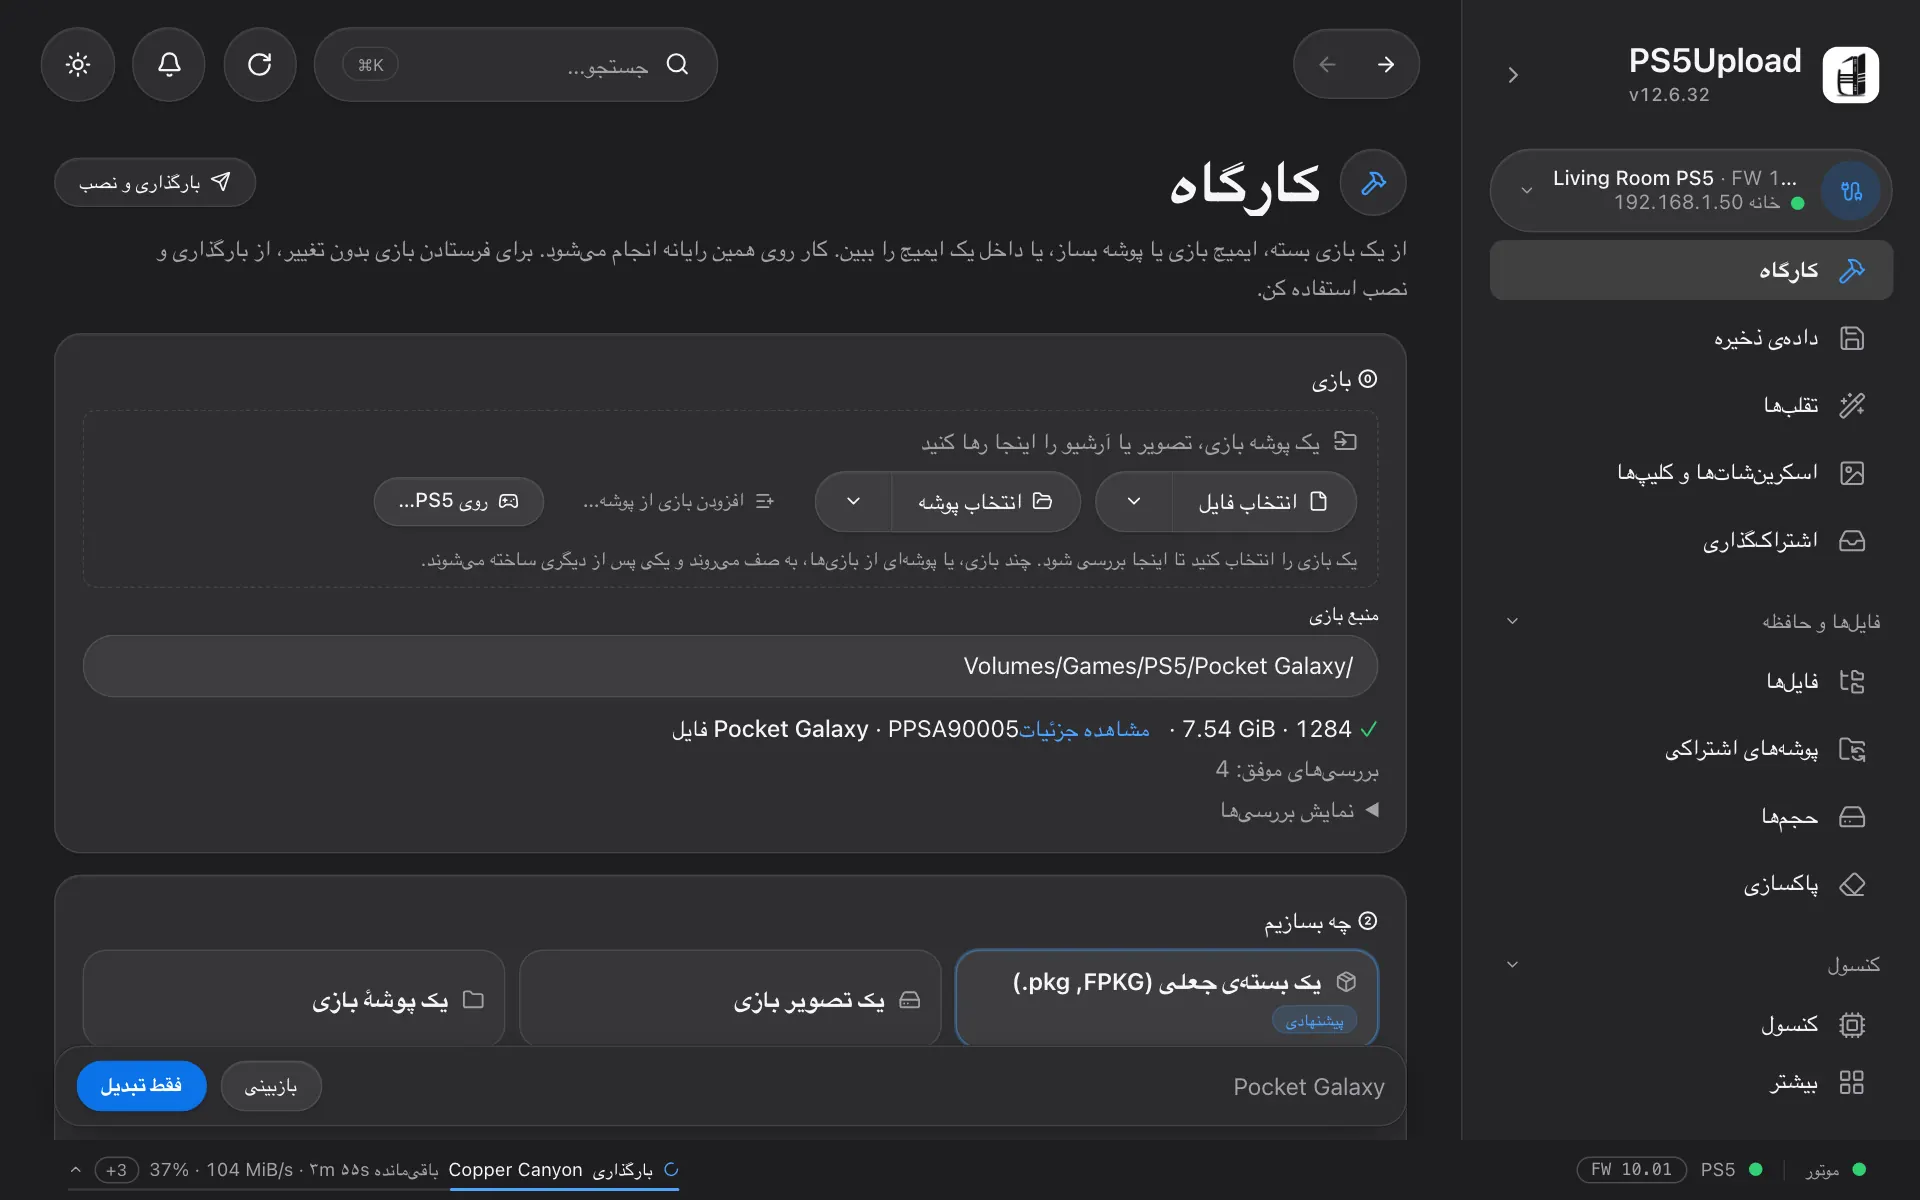 PS5Upload
v12.6.32
Living Room PS5 · FW 1...
خانه 192.168.1.50
کارگاه
داده‌ی ذخیره
تقلب‌ها
اسکرین‌شات‌ها و کلیپ‌ها
اشتراک‌گذاری
فایل‌ها و حافظه
فایل‌ها
پوشه‌های اشتراکی
حجم‌ها
پاکسازی
کنسول
کنسول
بیشتر
جستجو...
⌘K
کارگاه
بارگذاری و نصب
از یک بازی بسته، ایمیج بازی یا پوشه بساز، یا داخل یک ایمیج را ببین. کار روی همین رایانه انجام می‌شود. برای فرستادن بازی بدون تغییر، از بارگذاری و
نصب استفاده کن.
⓪ بازی
یک پوشه بازی، تصویر یا آرشیو را اینجا رها کنید
انتخاب فایل
انتخاب پوشه
افزودن بازی از پوشه...
روی PS5...
یک بازی را انتخاب کنید تا اینجا بررسی شود. چند بازی، یا پوشه‌ای از بازی‌ها، به صف می‌روند و یکی پس از دیگری ساخته می‌شوند.
منبع بازی
Volumes/Games/PS5/Pocket Galaxy/
✓ 1284 · 7.54 GiB · مشاهده جزئیات Pocket Galaxy · PPSA90005 فایل
بررسی‌های موفق: 4
نمایش بررسی‌ها
② چه بسازیم
یک بسته‌ی جعلی (pkg ,FPKG.)
پیشنهادی
یک تصویر بازی
یک پوشهٔ بازی
Pocket Galaxy
بازبینی
فقط تبدیل
موتور
PS5
FW 10.01
بارگذاری Copper Canyon
باقی‌مانده ۳m ۵۵s · 104 MiB/s · 37%
+3